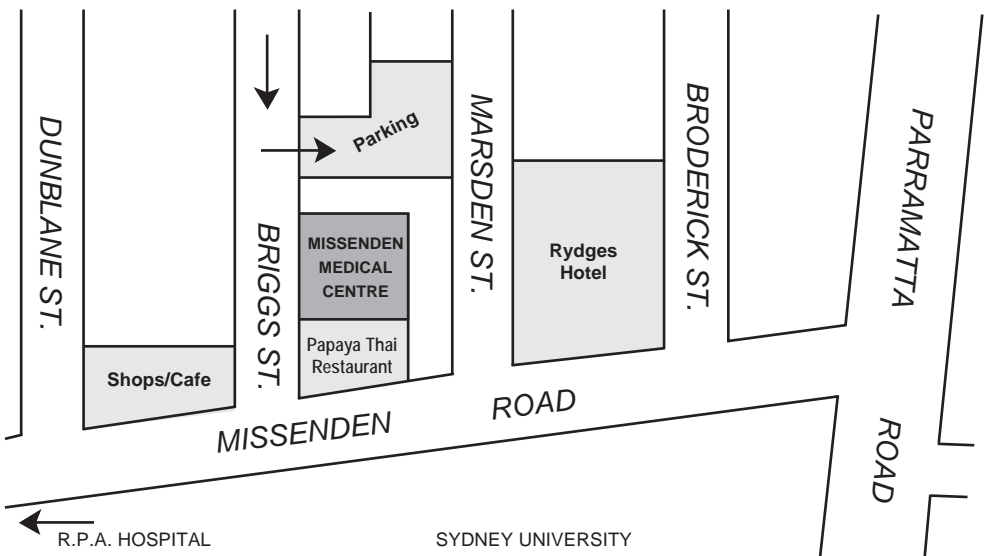 DUNBLANE ST.
BRIGGS ST.
Parking
MARSDEN ST.
BRODERICK ST.
PARRAMATTA
ROAD
MISSENDEN
MEDICAL
CENTRE
Rydges
Hotel
Papaya Thai
Restaurant
Shops/Cafe
MISSENDEN ROAD
R.P.A. HOSPITAL
SYDNEY UNIVERSITY